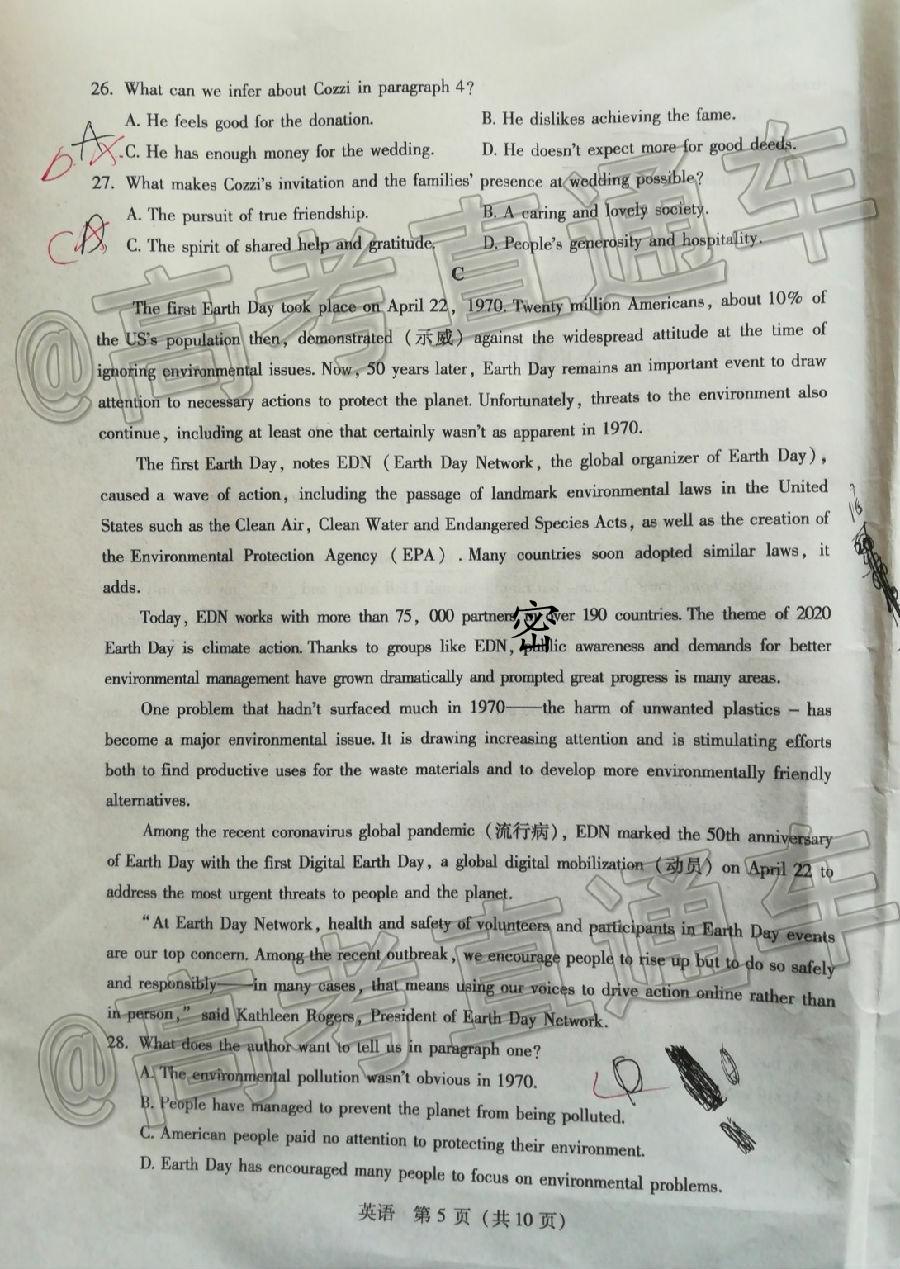 26. What can we infer about Cozzi in paragraph 4?
A. He feels good for the donation. B. He dislikes achieving the fame.
C. He has enough money for the wedding. D. He doesn't expect more for good deeds.
A
D
27. What makes Cozzi's invitation and the families' presence at wedding possible?
A. The pursuit of true friendship. B. A caring and lovely society.
C. The spirit of shared help and gratitude. D. People's generosity and hospitality.
C
C
The first Earth Day took place on April 22, 1970. Twenty million Americans, about 10% of
the US's population then, demonstrated (示威) against the widespread attitude at the time of
ignoring environmental issues. Now, 50 years later, Earth Day remains an important event to draw
attention to necessary actions to protect the planet. Unfortunately, threats to the environment also
continue, including at least one that certainly wasn't as apparent in 1970.
The first Earth Day, notes EDN (Earth Day Network, the global organizer of Earth Day),
caused a wave of action, including the passage of landmark environmental laws in the United
States such as the Clean Air, Clean Water and Endangered Species Acts, as well as the creation of
the Environmental Protection Agency (EPA). Many countries soon adopted similar laws, it
adds.
Today, EDN works with more than 75, 000 partners over 190 countries. The theme of 2020
密
Earth Day is climate action. Thanks to groups like EDN, public awareness and demands for better
environmental management have grown dramatically and prompted great progress is many areas.
One problem that hadn't surfaced much in 1970——the harm of unwanted plastics - has
become a major environmental issue. It is drawing increasing attention and is stimulating efforts
both to find productive uses for the waste materials and to develop more environmentally friendly
alternatives.
Among the recent coronavirus global pandemic (流行病), EDN marked the 50th anniversary
of Earth Day with the first Digital Earth Day, a global digital mobilization (动员) on April 22 to
address the most urgent threats to people and the planet.
"At Earth Day Network, health and safety of volunteers and participants in Earth Day events
are our top concern. Among the recent outbreak, we encourage people to rise up but to do so safely
and responsibly——in many cases, that means using our voices to drive action online rather than
in person," said Kathleen Rogers, President of Earth Day Network.
28. What does the author want to tell us in paragraph one?
A. The environmental pollution wasn't obvious in 1970.
B. People have managed to prevent the planet from being polluted.
C. American people paid no attention to protecting their environment.
D. Earth Day has encouraged many people to focus on environmental problems.
英语 第 5 页 (共 10 页)
@高考直通车
@高考直通车